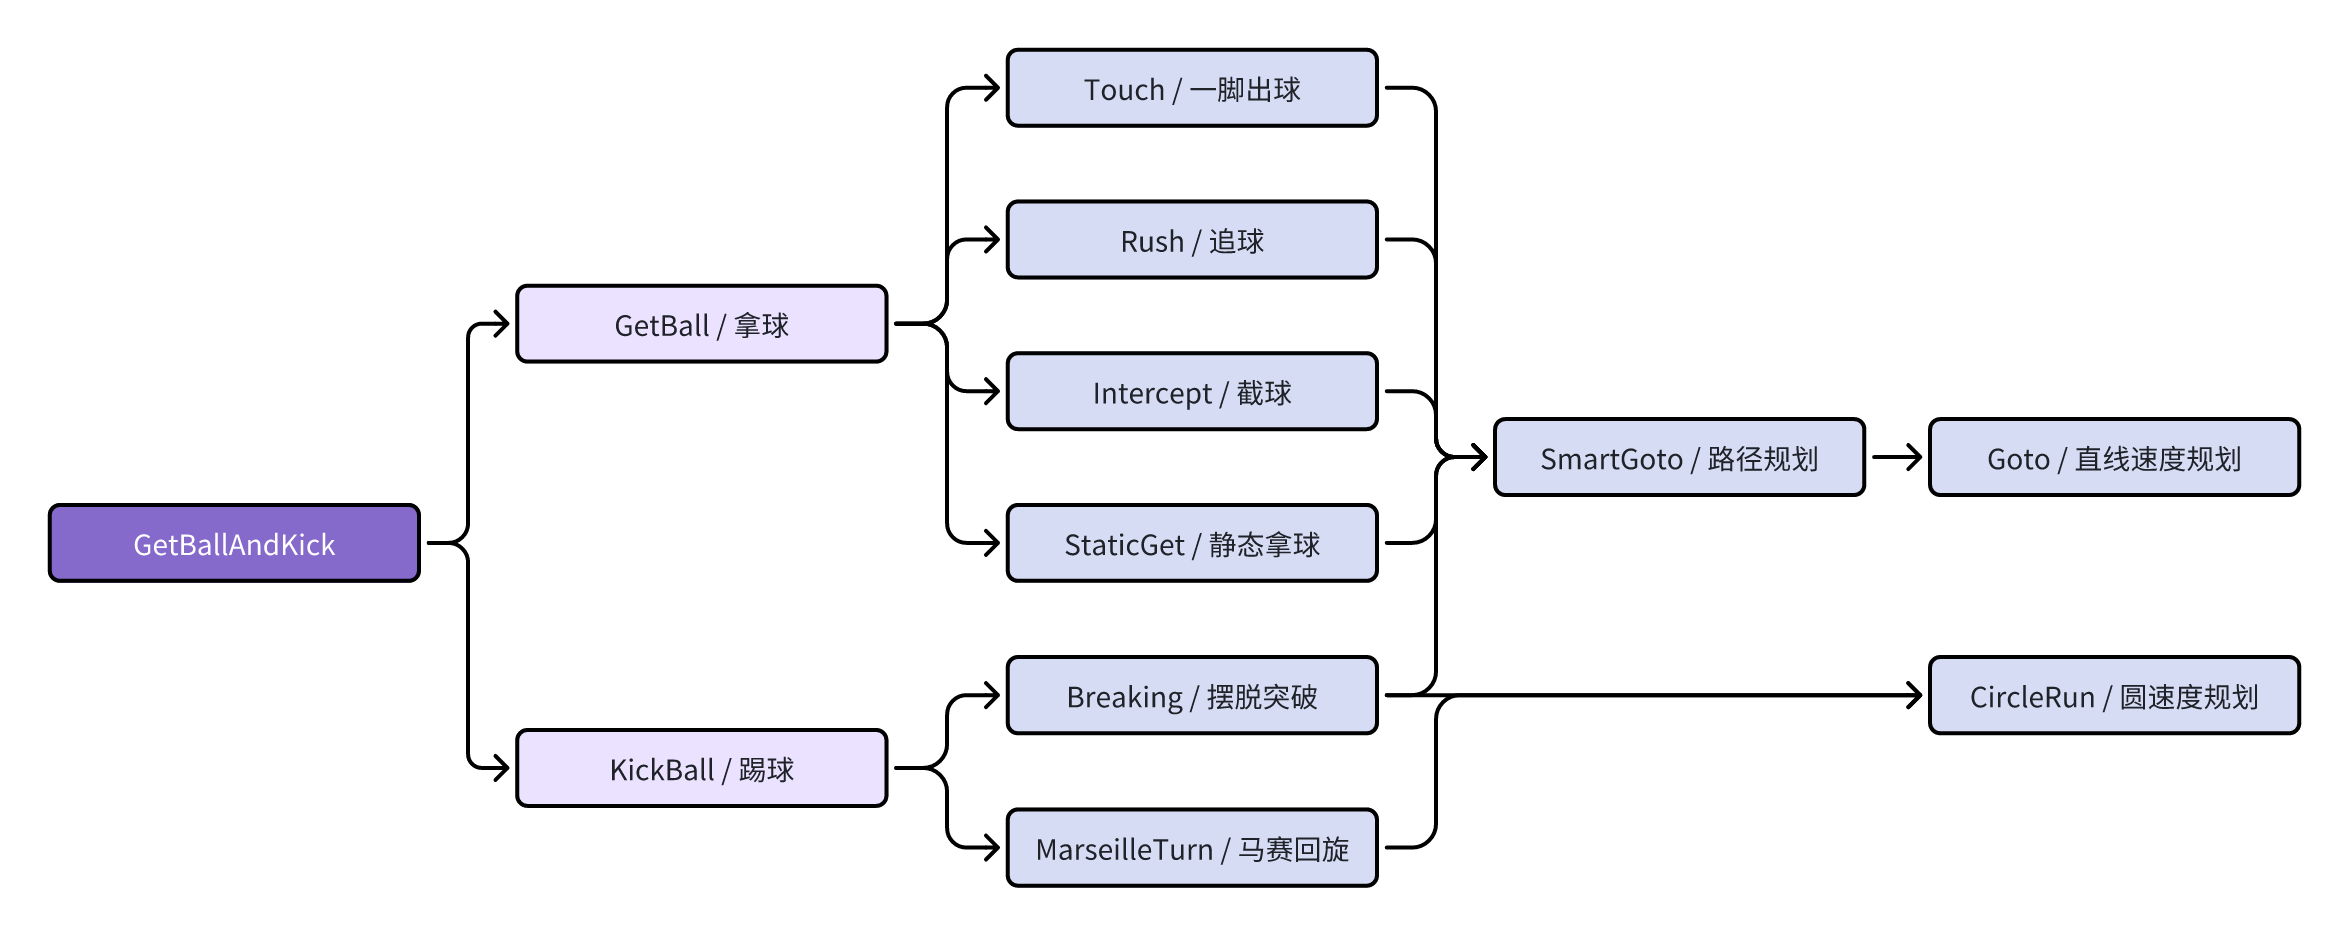 GetBallAndKick
GetBall / 拿球
KickBall / 踢球
Touch / 一脚出球
Rush / 追球
Intercept / 截球
StaticGet / 静态拿球
Breaking / 摆脱突破
MarseilleTurn / 马赛回旋
SmartGoto / 路径规划
Goto / 直线速度规划
CircleRun / 圆速度规划